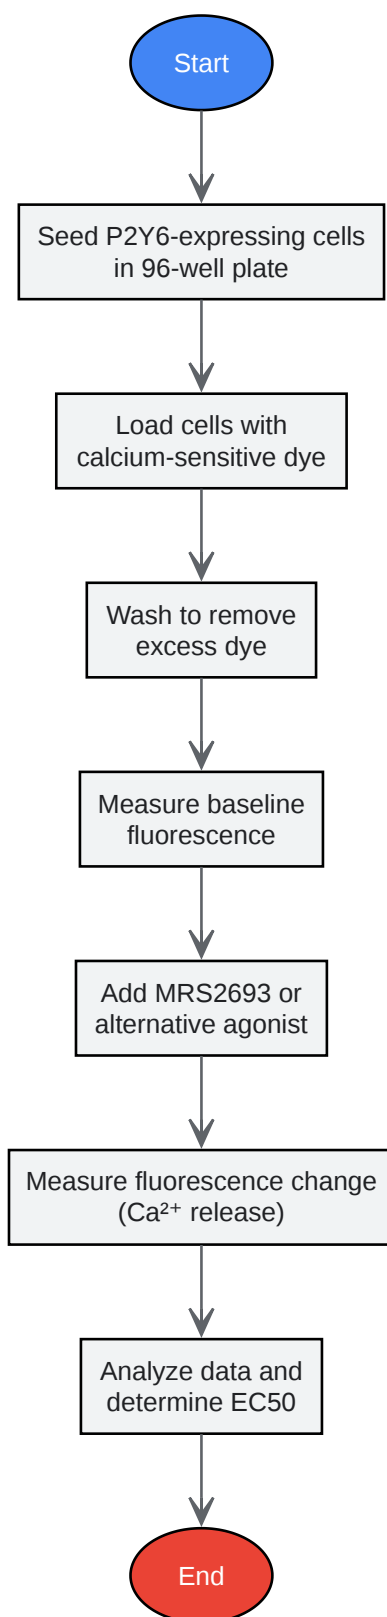 Start
Seed P2Y6-expressing cells
in 96-well plate
Load cells with
calcium-sensitive dye
Wash to remove
excess dye
Measure baseline
fluorescence
Add MRS2693 or
alternative agonist
Measure fluorescence change
(Ca²⁺ release)
Analyze data and
determine EC50
End